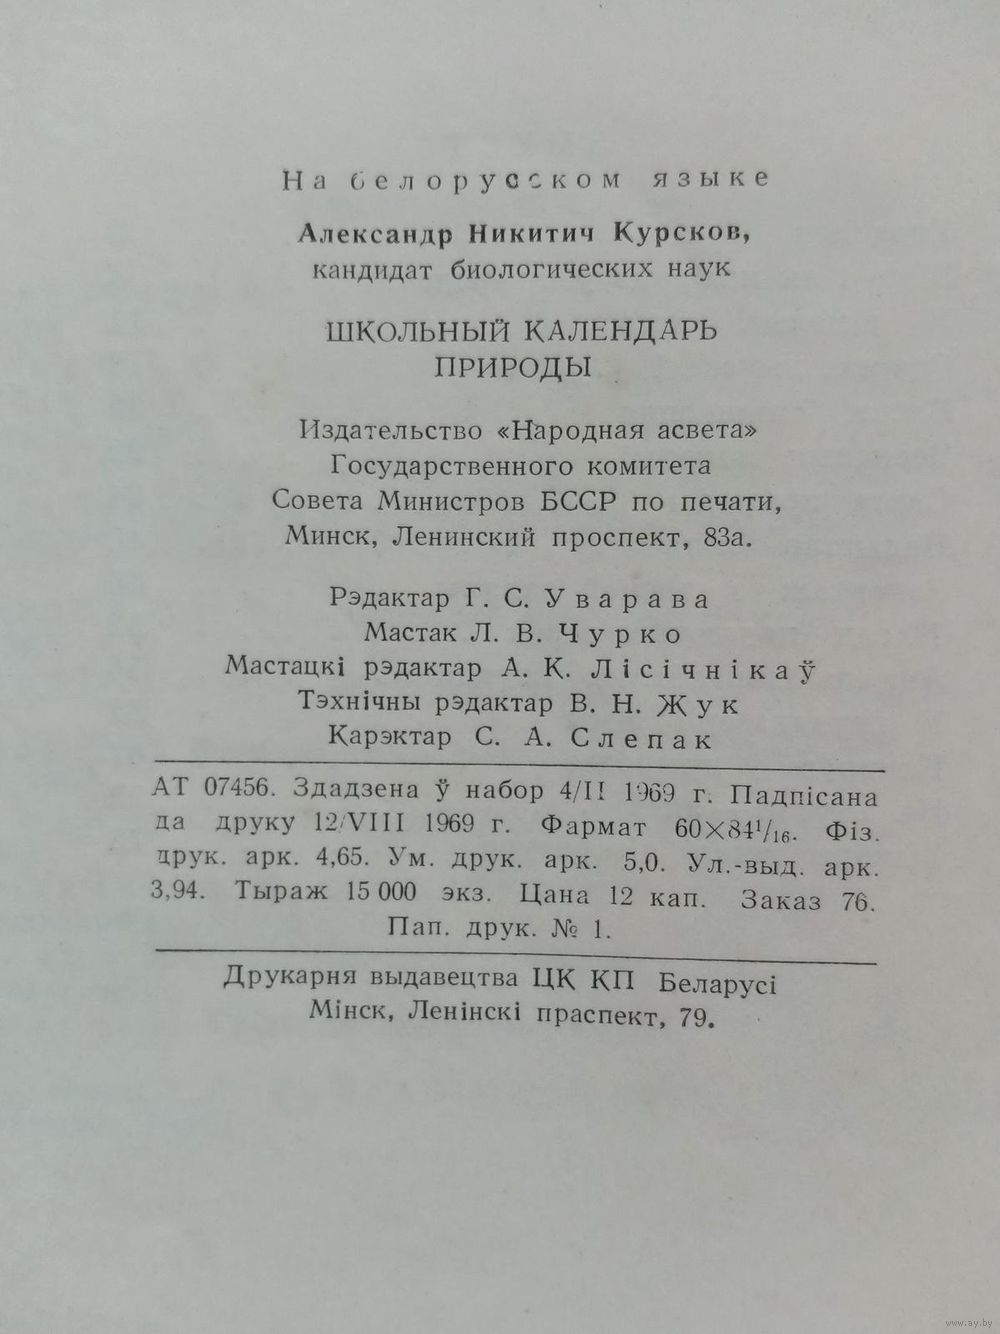 На белорусском языке
Александр Никитич Курсков,
кандидат биологических наук
ШКОЛЬНЫЙ КАЛЕНДАРЬ
ПРИРОДЫ
Издательство «Народная асвета»
Государственного комитета
Совета Министров БССР по печати,
Минск, Ленинский проспект, 83а.
Рэдактар Г. С. Уварава
Мастак Л. В. Чурко
Мастацкі рэдактар А. К. Лісічнікаў
Тэхнічны рэдактар В. Н. Жук
Карэктар С. А. Слепак
АТ 07456. Здадзена ў набор 4/II 1969 г. Падпісана
да друку 12/VIII 1969 г. Фармат 60×84¹/₁₆. Фіз.
друк. арк. 4,65. Ум. друк. арк. 5,0. Ул.-выд. арк.
3,94. Тыраж 15 000 экз. Цана 12 кап. Заказ 76.
Пап. друк. № 1.
Друкарня выдавецтва ЦК КП Беларусі
Мінск, Ленінскі праспект, 79.
www.ay.by